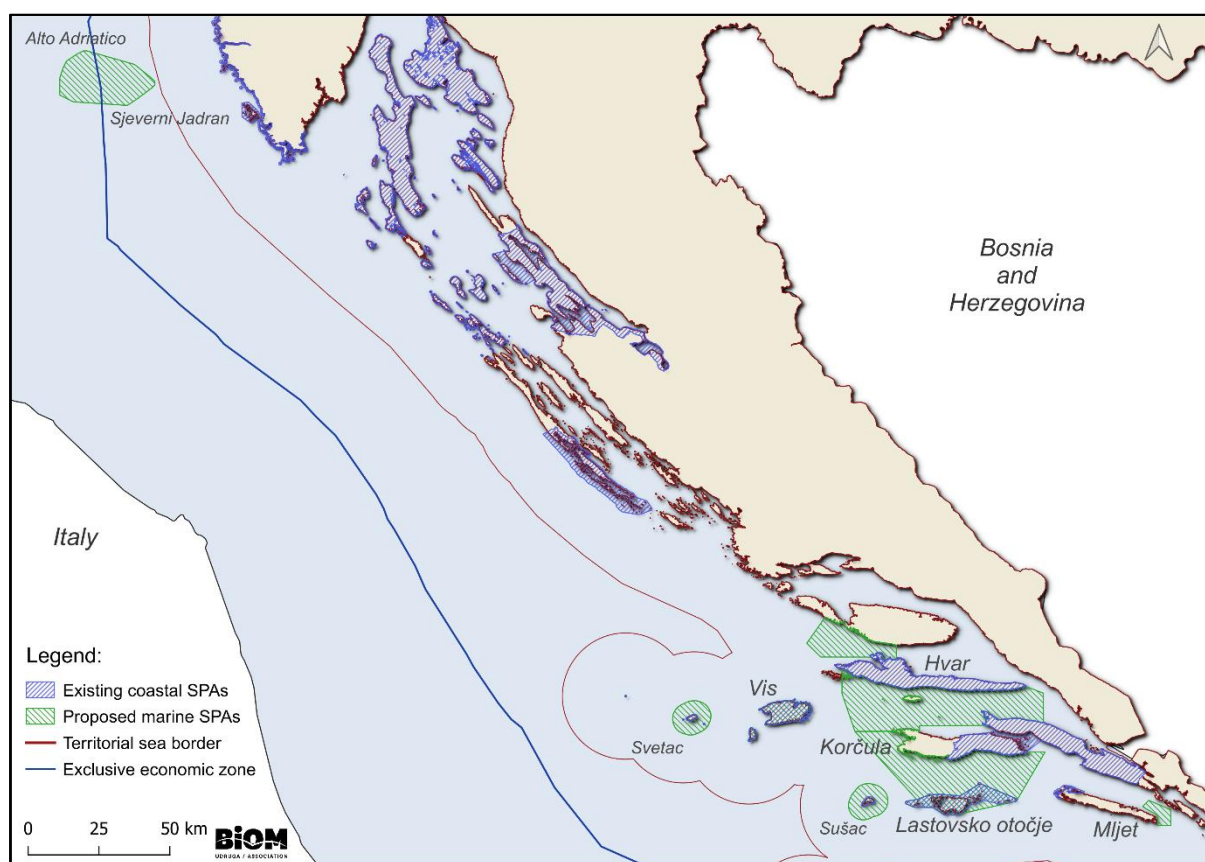 Alto Adriatico
Sjeverni Jadran
Bosnia
and
Herzegovina
Italy
Hvar
Vis
Svetac
Korčula
Sušac
Lastovsko otočje
Mljet
Legend:
Existing coastal SPAs
Proposed marine SPAs
Territorial sea border
Exclusive economic zone
0 25 50 km
BIOM
UDRUGA / ASSOCIATION